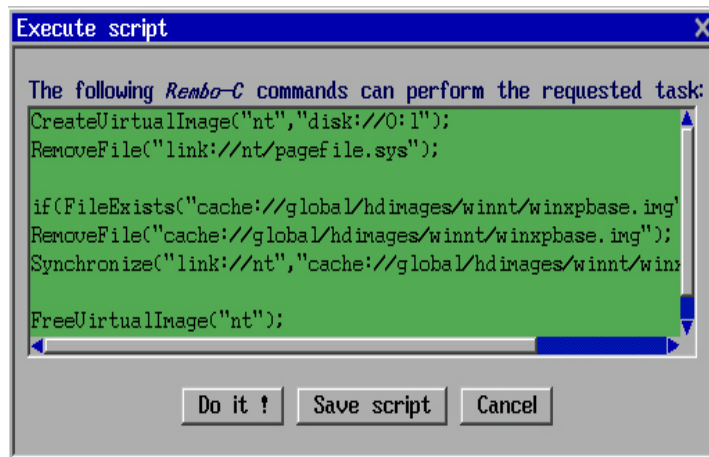 Execute script
X
The following Rembo-C commands can perform the requested task:
CreateVirtualImage("nt","disk://0:1");
RemoveFile("link://nt/pagefile.sys");
if(FileExists("cache://global/hdimages/winnt/winxpbase.img"
RemoveFile("cache://global/hdimages/winnt/winxpbase.img");
Synchronize("link://nt","cache://global/hdimages/winnt/winx
FreeVirtualImage("nt");
Do it ! Save script Cancel